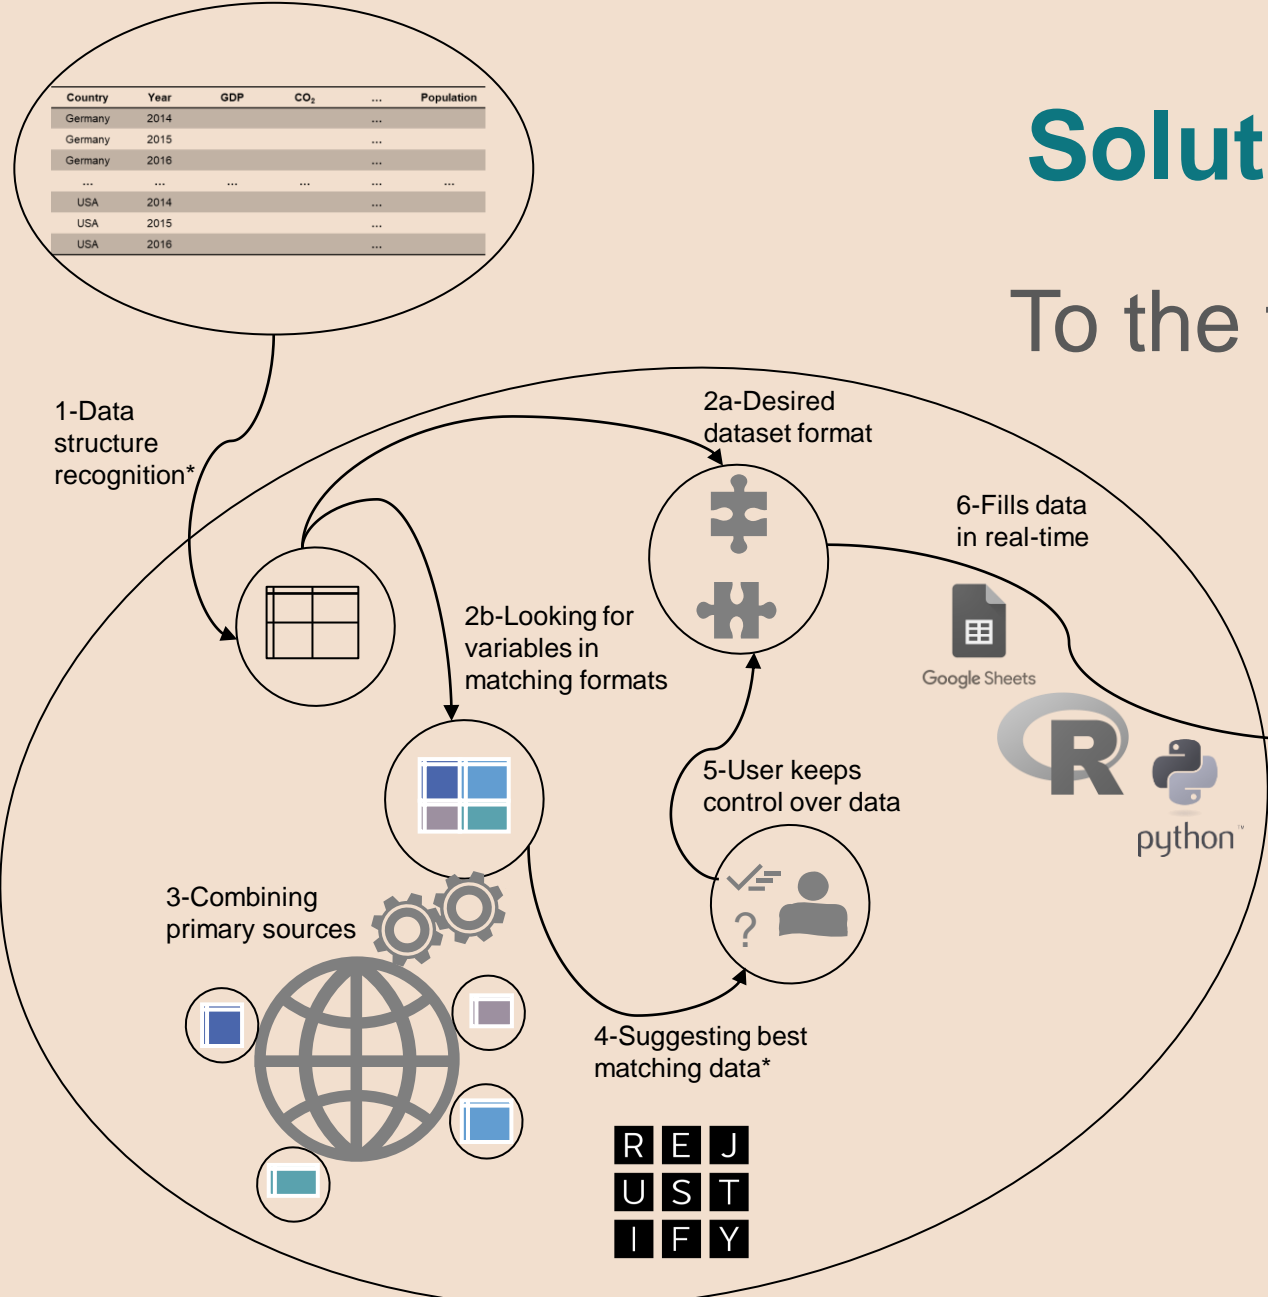 Country Year GDP CO₂ ... Population
Germany 2014 ...
Germany 2015 ...
Germany 2016 ...
... ... ... ... ... ...
USA 2014 ...
USA 2015 ...
USA 2016 ...
Solut
To the
1-Data
structure
recognition*
2a-Desired
dataset format
6-Fills data
in real-time
2b-Looking for
variables in
matching formats
Google Sheets
R
python™
5-User keeps
control over data
?
3-Combining
primary sources
4-Suggesting best
matching data*
R E J
U S T
I F Y